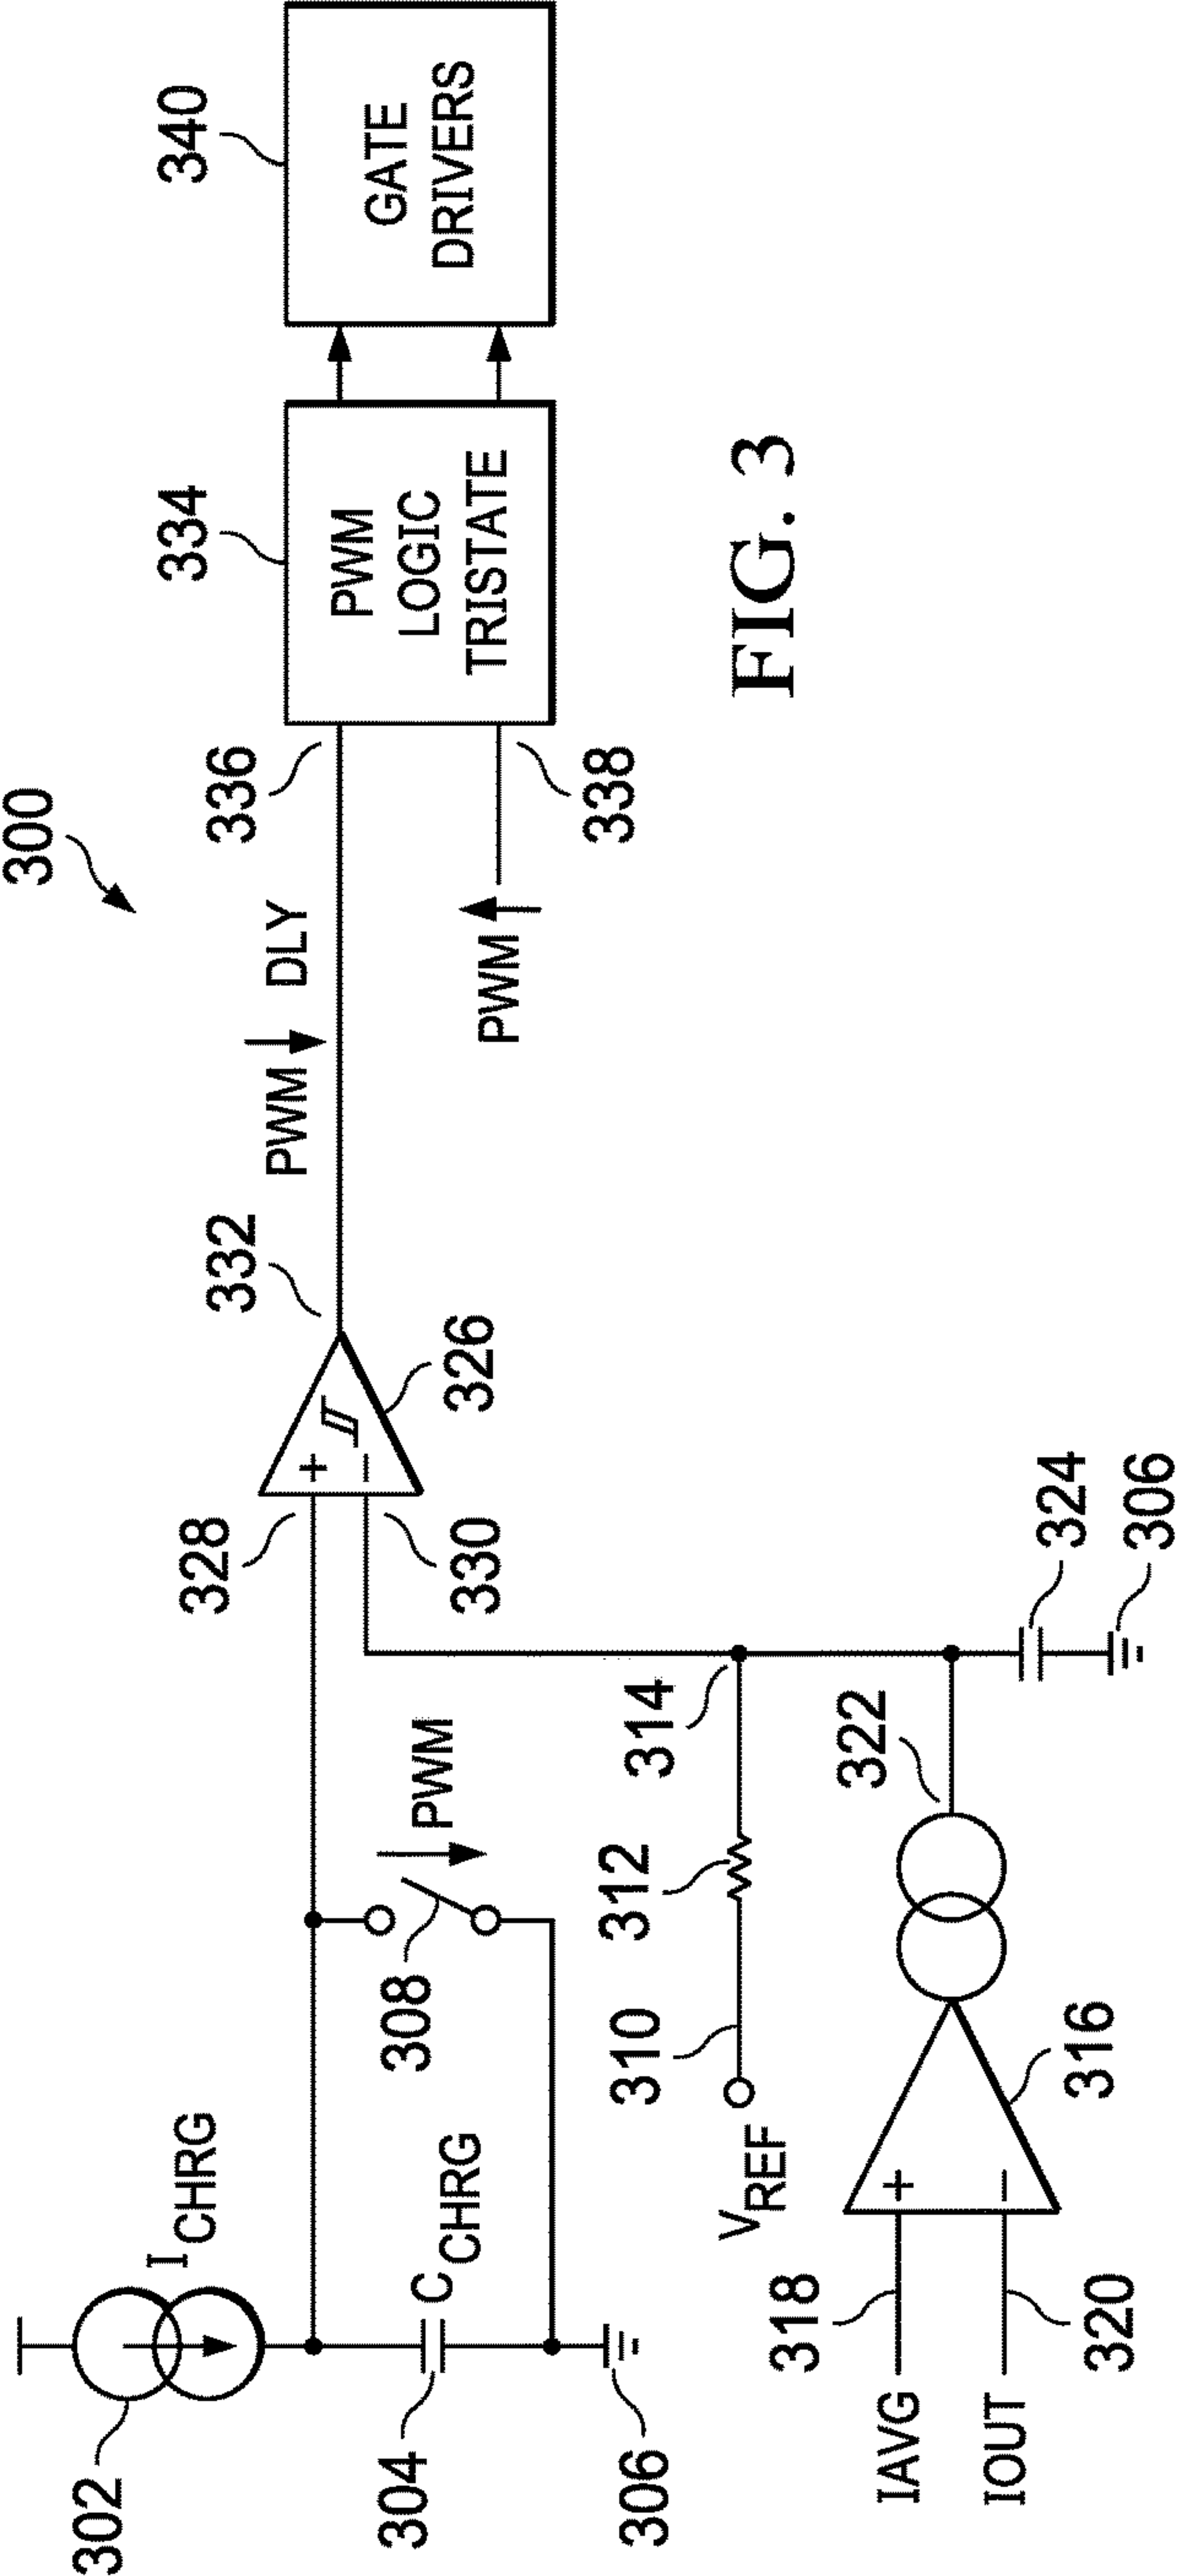 300
302
I CHRG
304
C CHRG
306
308
PWM
328
330
+
−
326
332
PWM ↓ DLY
336
PWM ↑
338
334
PWM
LOGIC
TRISTATE
340
GATE
DRIVERS
VREF
310
312
314
IAVG
318
IOUT
320
+
−
316
322
324
306
FIG. 3